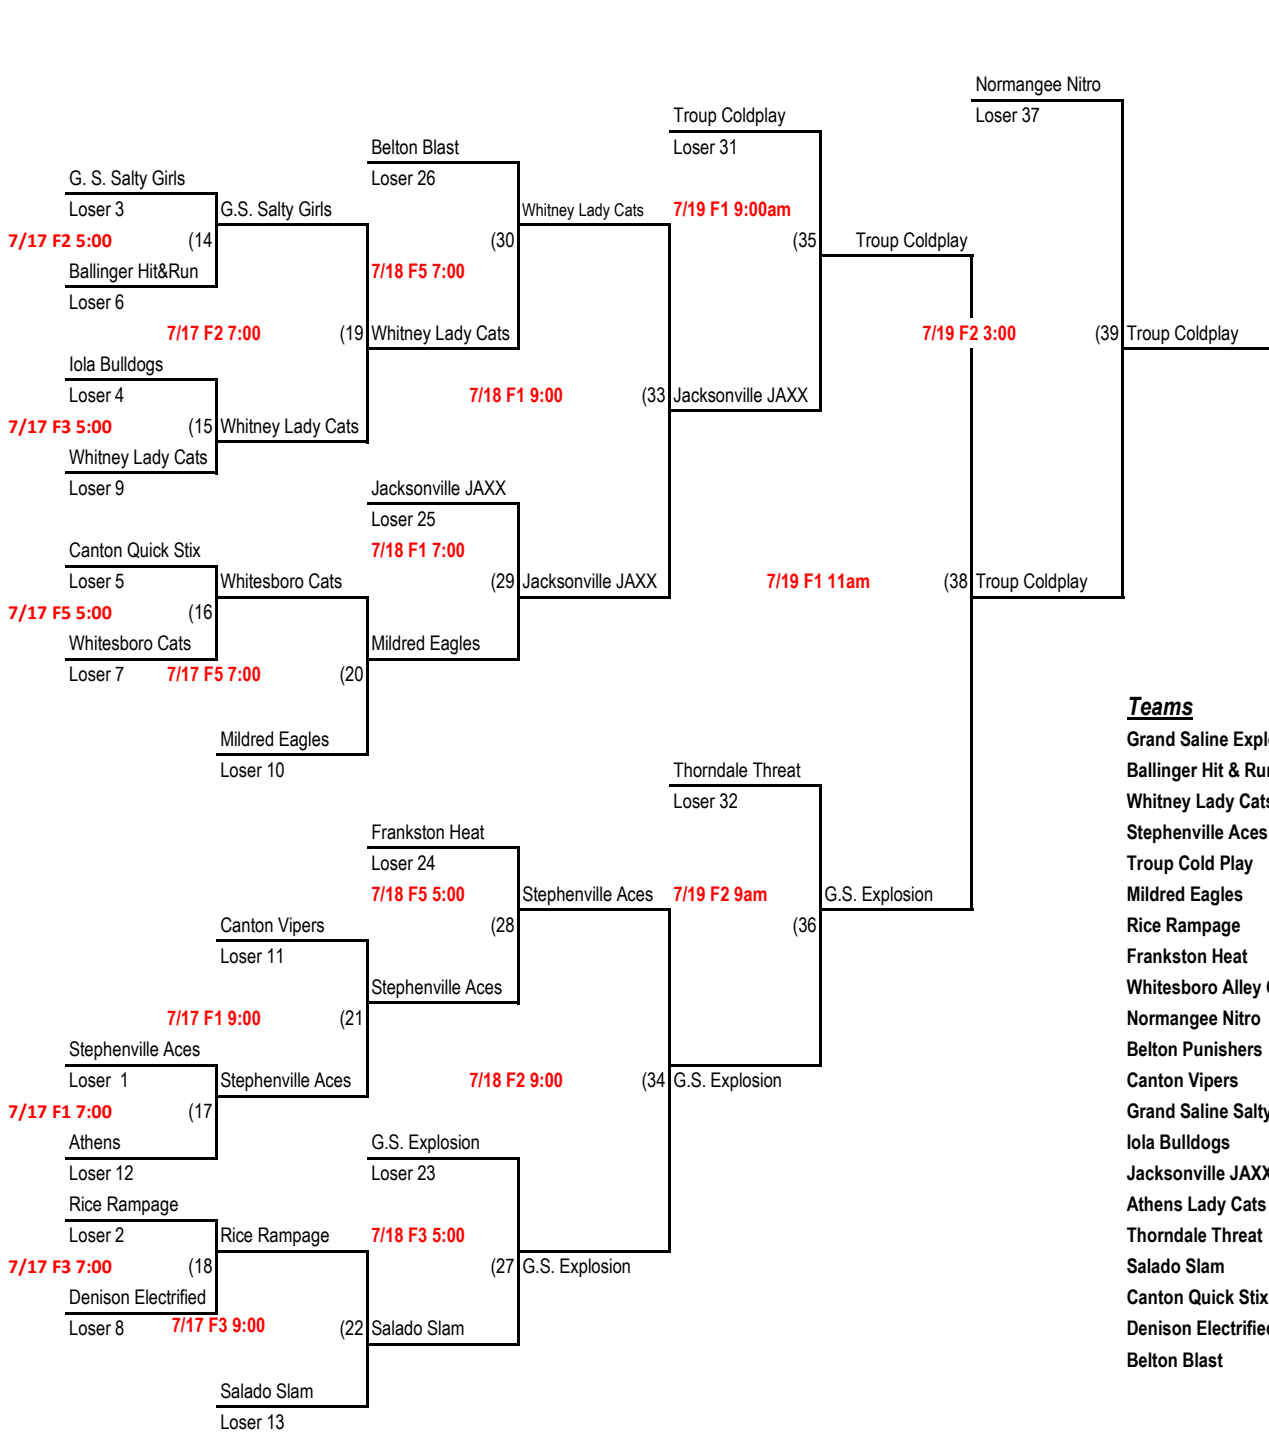 Normangee Nitro
Troup Coldplay
Loser 37
Belton Blast
Loser 31
G. S. Salty Girls
Loser 26
Loser 3
G.S. Salty Girls
Whitney Lady Cats
7/19 F1 9:00am
7/17 F2 5:00
(14
(30
(35
Troup Coldplay
Ballinger Hit&Run
7/18 F5 7:00
Loser 6
7/17 F2 7:00
(19
Whitney Lady Cats
7/19 F2 3:00
(39
Troup Coldplay
Iola Bulldogs
Loser 4
7/18 F1 9:00
(33
Jacksonville JAXX
7/17 F3 5:00
(15
Whitney Lady Cats
Whitney Lady Cats
Loser 9
Jacksonville JAXX
Loser 25
Canton Quick Stix
7/18 F1 7:00
Loser 5
Whitesboro Cats
(29
Jacksonville JAXX
7/19 F1 11am
(38
Troup Coldplay
7/17 F5 5:00
(16
Whitesboro Cats
Mildred Eagles
Loser 7
7/17 F5 7:00
(20
Teams
Mildred Eagles
Grand Saline Expl
Loser 10
Thorndale Threat
Ballinger Hit & Ru
Loser 32
Whitney Lady Cats
Frankston Heat
Stephenville Aces
Loser 24
Troup Cold Play
7/18 F5 5:00
Stephenville Aces
7/19 F2 9am
G.S. Explosion
Mildred Eagles
Canton Vipers
(28
(36
Rice Rampage
Loser 11
Frankston Heat
Stephenville Aces
Whitesboro Alley
7/17 F1 9:00
(21
Normangee Nitro
Stephenville Aces
Belton Punishers
Loser 1
Stephenville Aces
7/18 F2 9:00
(34
G.S. Explosion
Canton Vipers
7/17 F1 7:00
(17
Grand Saline Salty
Athens
G.S. Explosion
Iola Bulldogs
Loser 12
Loser 23
Jacksonville JAXX
Rice Rampage
Athens Lady Cats
Loser 2
Rice Rampage
7/18 F3 5:00
Thorndale Threat
7/17 F3 7:00
(18
(27
G.S. Explosion
Salado Slam
Denison Electrified
Canton Quick Stix
Loser 8
7/17 F3 9:00
(22
Salado Slam
Denison Electrified
Belton Blast
Salado Slam
Loser 13